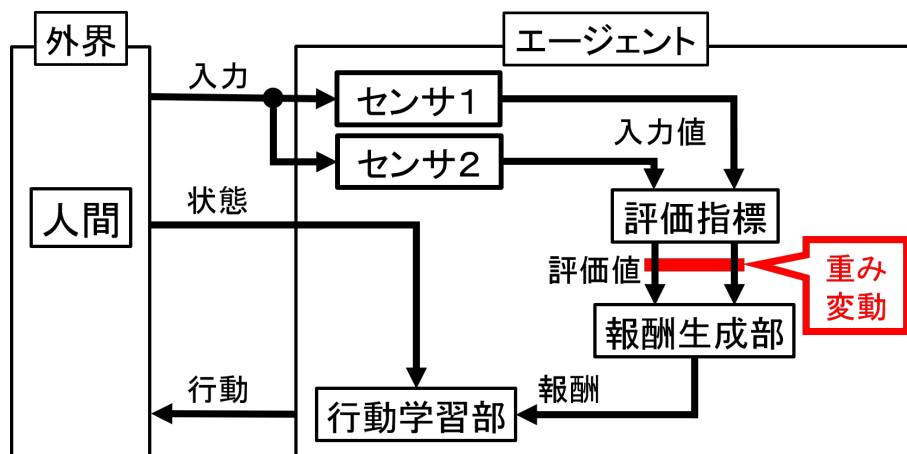 外界
エージェント
入力
センサ1
入力値
センサ2
状態
人間
評価指標
評価値
重み
変動
報酬生成部
行動
報酬
行動学習部